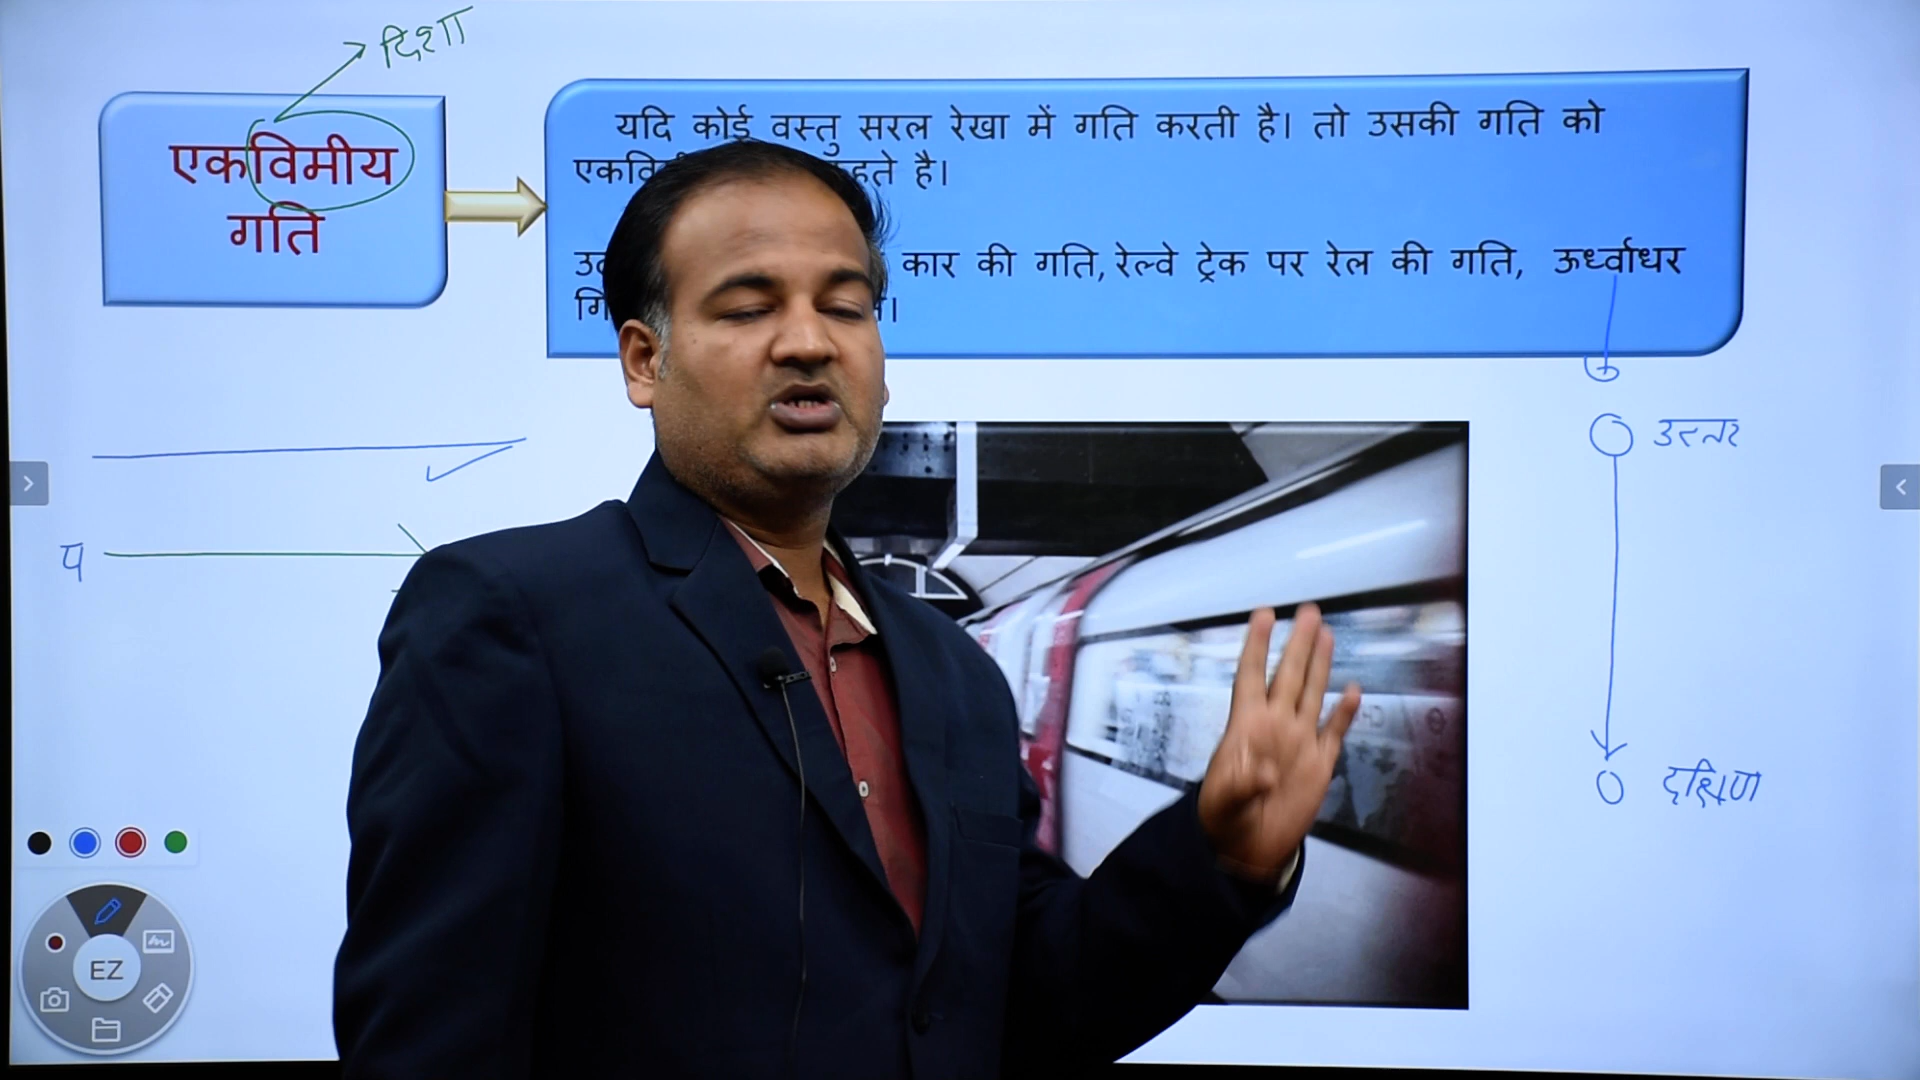 दिशा
एकविमीय
गति
यदि कोई वस्तु सरल रेखा में गति करती है। तो उसकी गति को
हते है।
कार की गति, रेल्वे ट्रेक पर रेल की गति, ऊर्ध्वाधर
उत्तर
प
दक्षिण
EZ